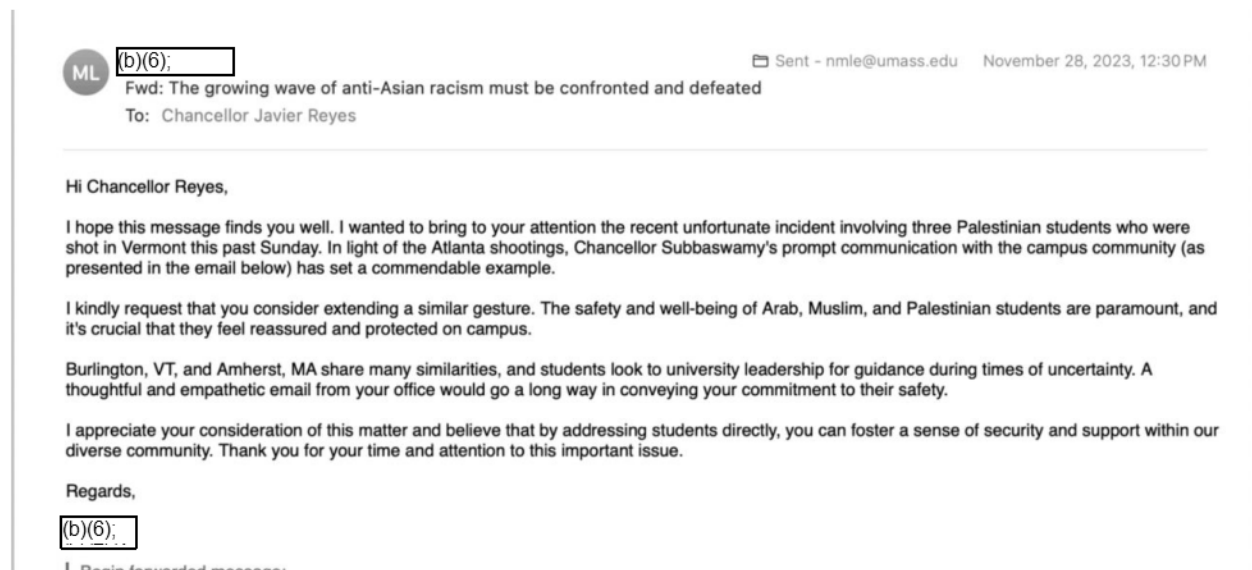 ML
(b)(6);
Sent - nmle@umass.edu November 28, 2023, 12:30 PM
Fwd: The growing wave of anti-Asian racism must be confronted and defeated
To: Chancellor Javier Reyes
Hi Chancellor Reyes,
I hope this message finds you well. I wanted to bring to your attention the recent unfortunate incident involving three Palestinian students who were
shot in Vermont this past Sunday. In light of the Atlanta shootings, Chancellor Subbaswamy's prompt communication with the campus community (as
presented in the email below) has set a commendable example.
I kindly request that you consider extending a similar gesture. The safety and well-being of Arab, Muslim, and Palestinian students are paramount, and
it's crucial that they feel reassured and protected on campus.
Burlington, VT, and Amherst, MA share many similarities, and students look to university leadership for guidance during times of uncertainty. A
thoughtful and empathetic email from your office would go a long way in conveying your commitment to their safety.
I appreciate your consideration of this matter and believe that by addressing students directly, you can foster a sense of security and support within our
diverse community. Thank you for your time and attention to this important issue.
Regards,
(b)(6);
Begin forwarded message: